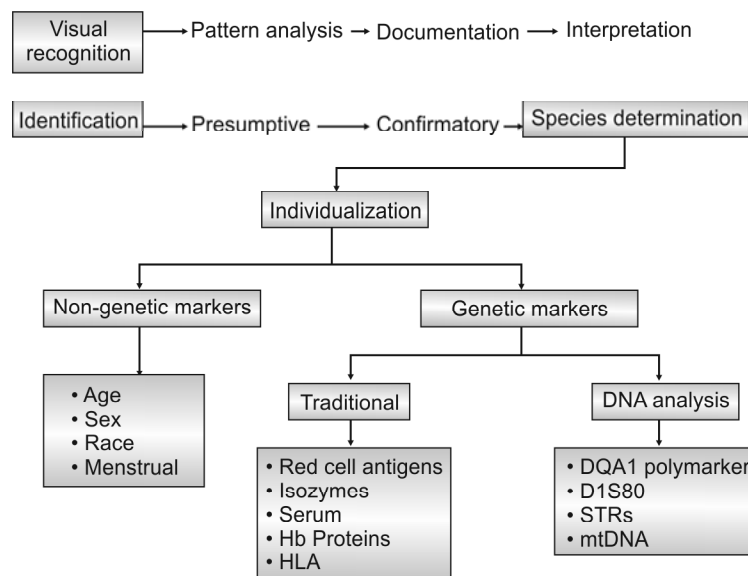 Visual
recognition
Pattern analysis
Documentation
Interpretation
Identification
Presumptive
Confirmatory
Species determination
Individualization
Non-genetic markers
Genetic markers
• Age
• Sex
• Race
• Menstrual
Traditional
DNA analysis
• Red cell antigens
• Isozymes
• Serum
• Hb Proteins
• HLA
• DQA1 polymarker
• D1S80
• STRs
• mtDNA